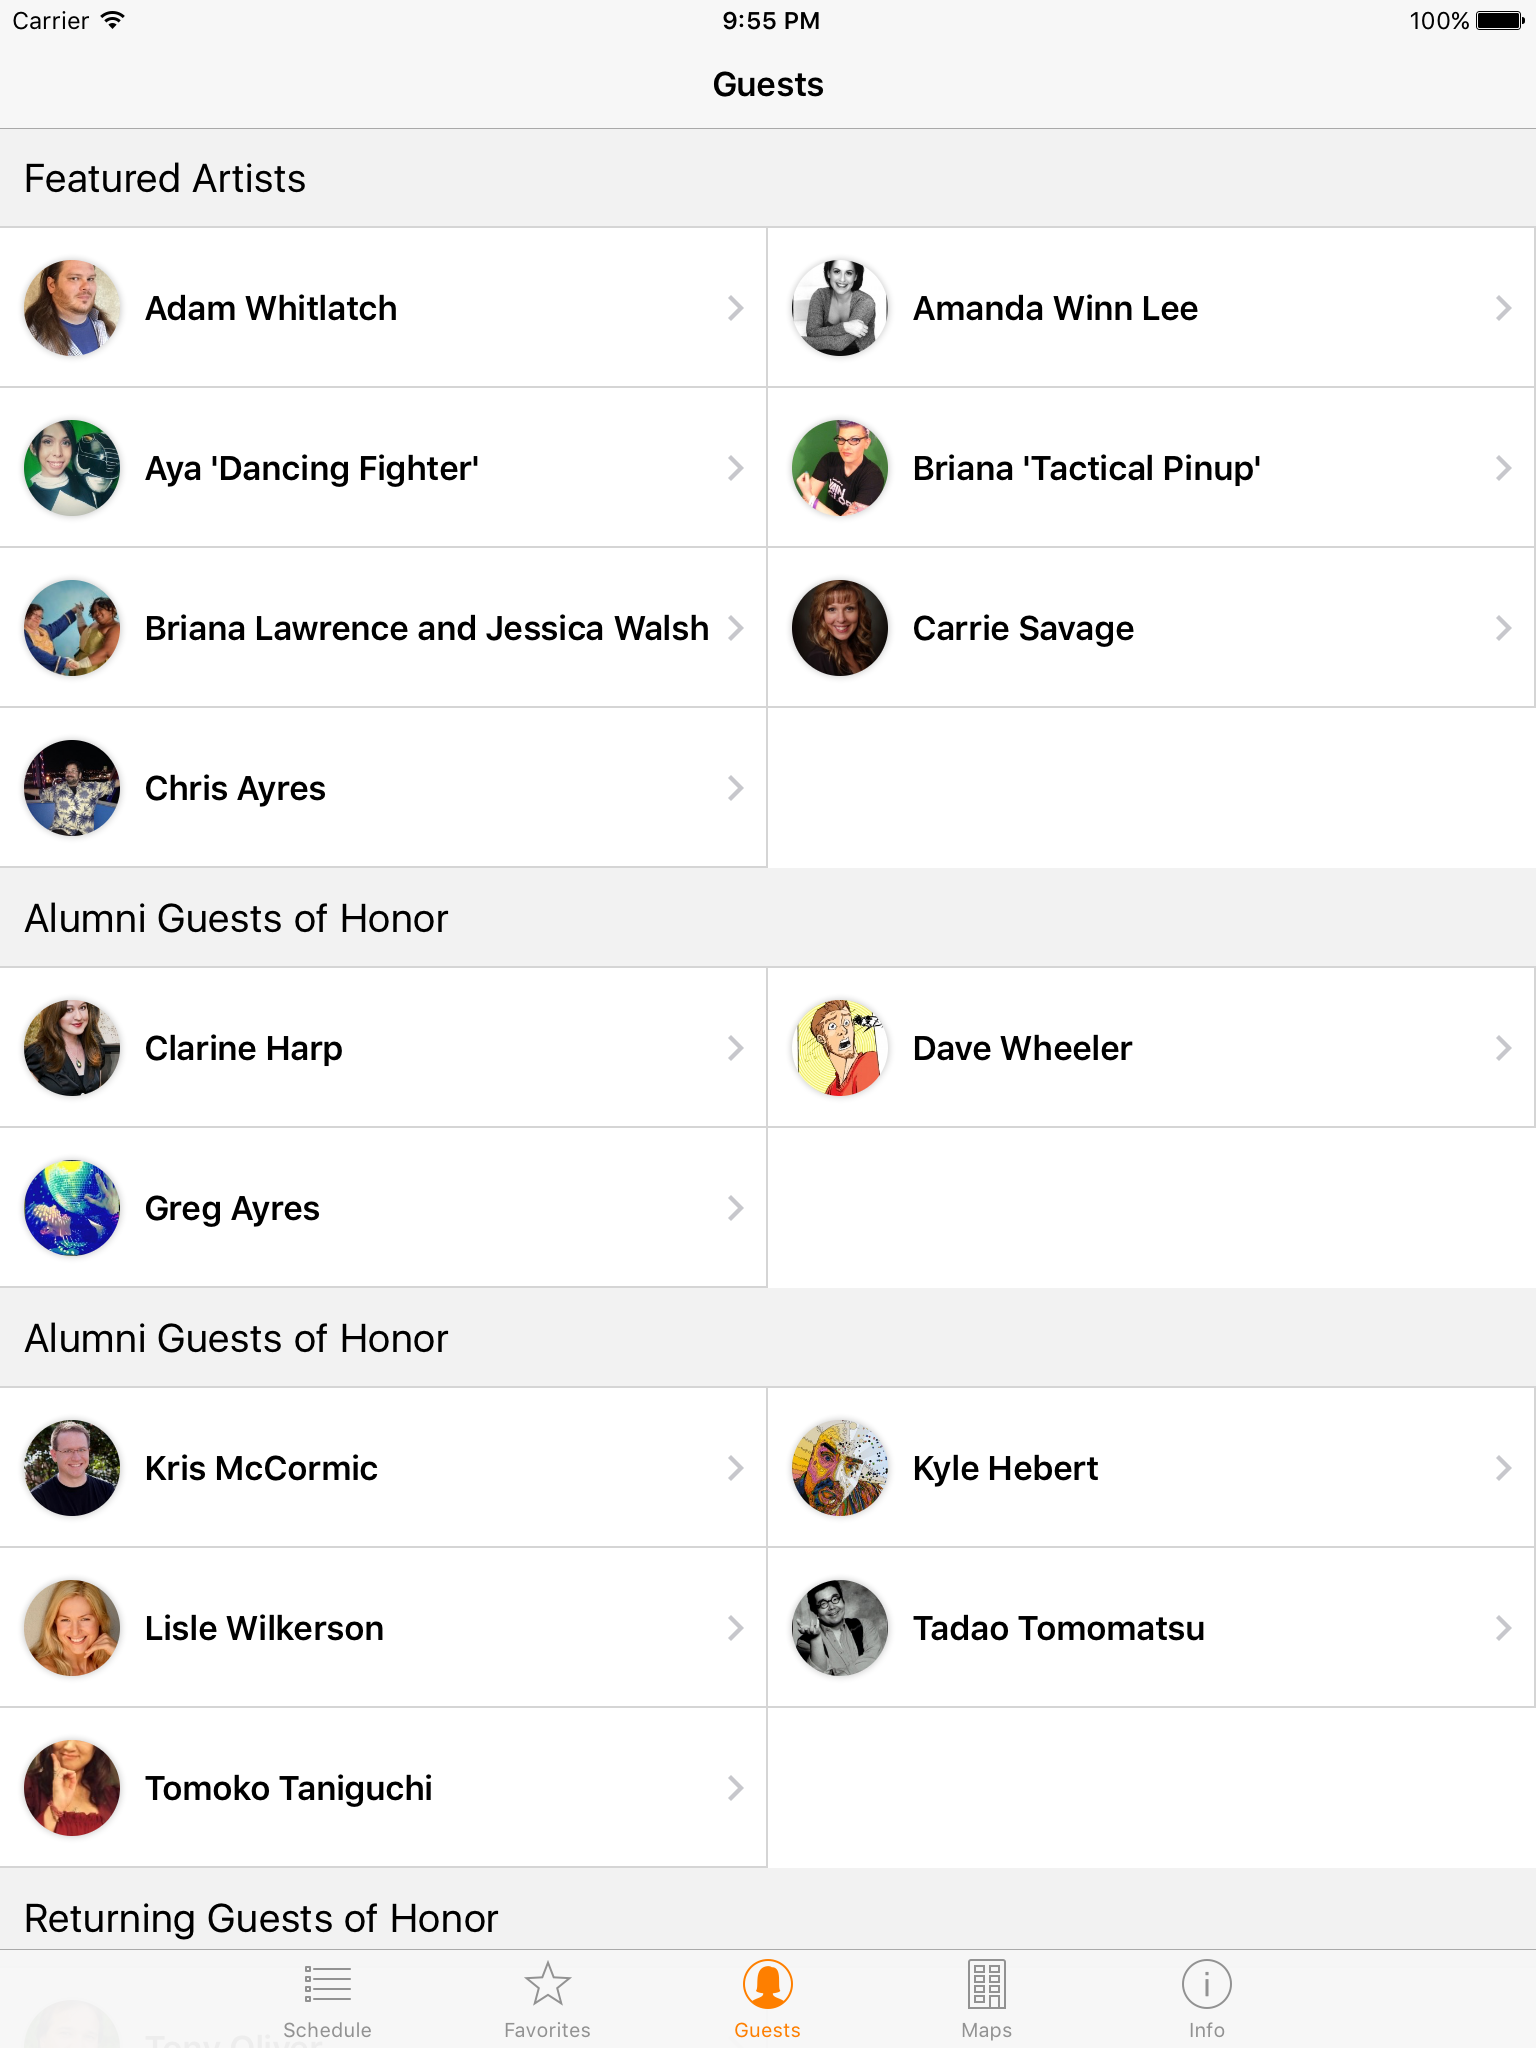 Carrier 9:55 PM 100%
Guests
Featured Artists
Adam Whitlatch
Amanda Winn Lee
Aya 'Dancing Fighter'
Briana 'Tactical Pinup'
Briana Lawrence and Jessica Walsh
Carrie Savage
Chris Ayres
Alumni Guests of Honor
Clarine Harp
Dave Wheeler
Greg Ayres
Alumni Guests of Honor
Kris McCormic
Kyle Hebert
Lisle Wilkerson
Tadao Tomomatsu
Tomoko Taniguchi
Returning Guests of Honor
Tony Oliver
Schedule Favorites Guests Maps Info